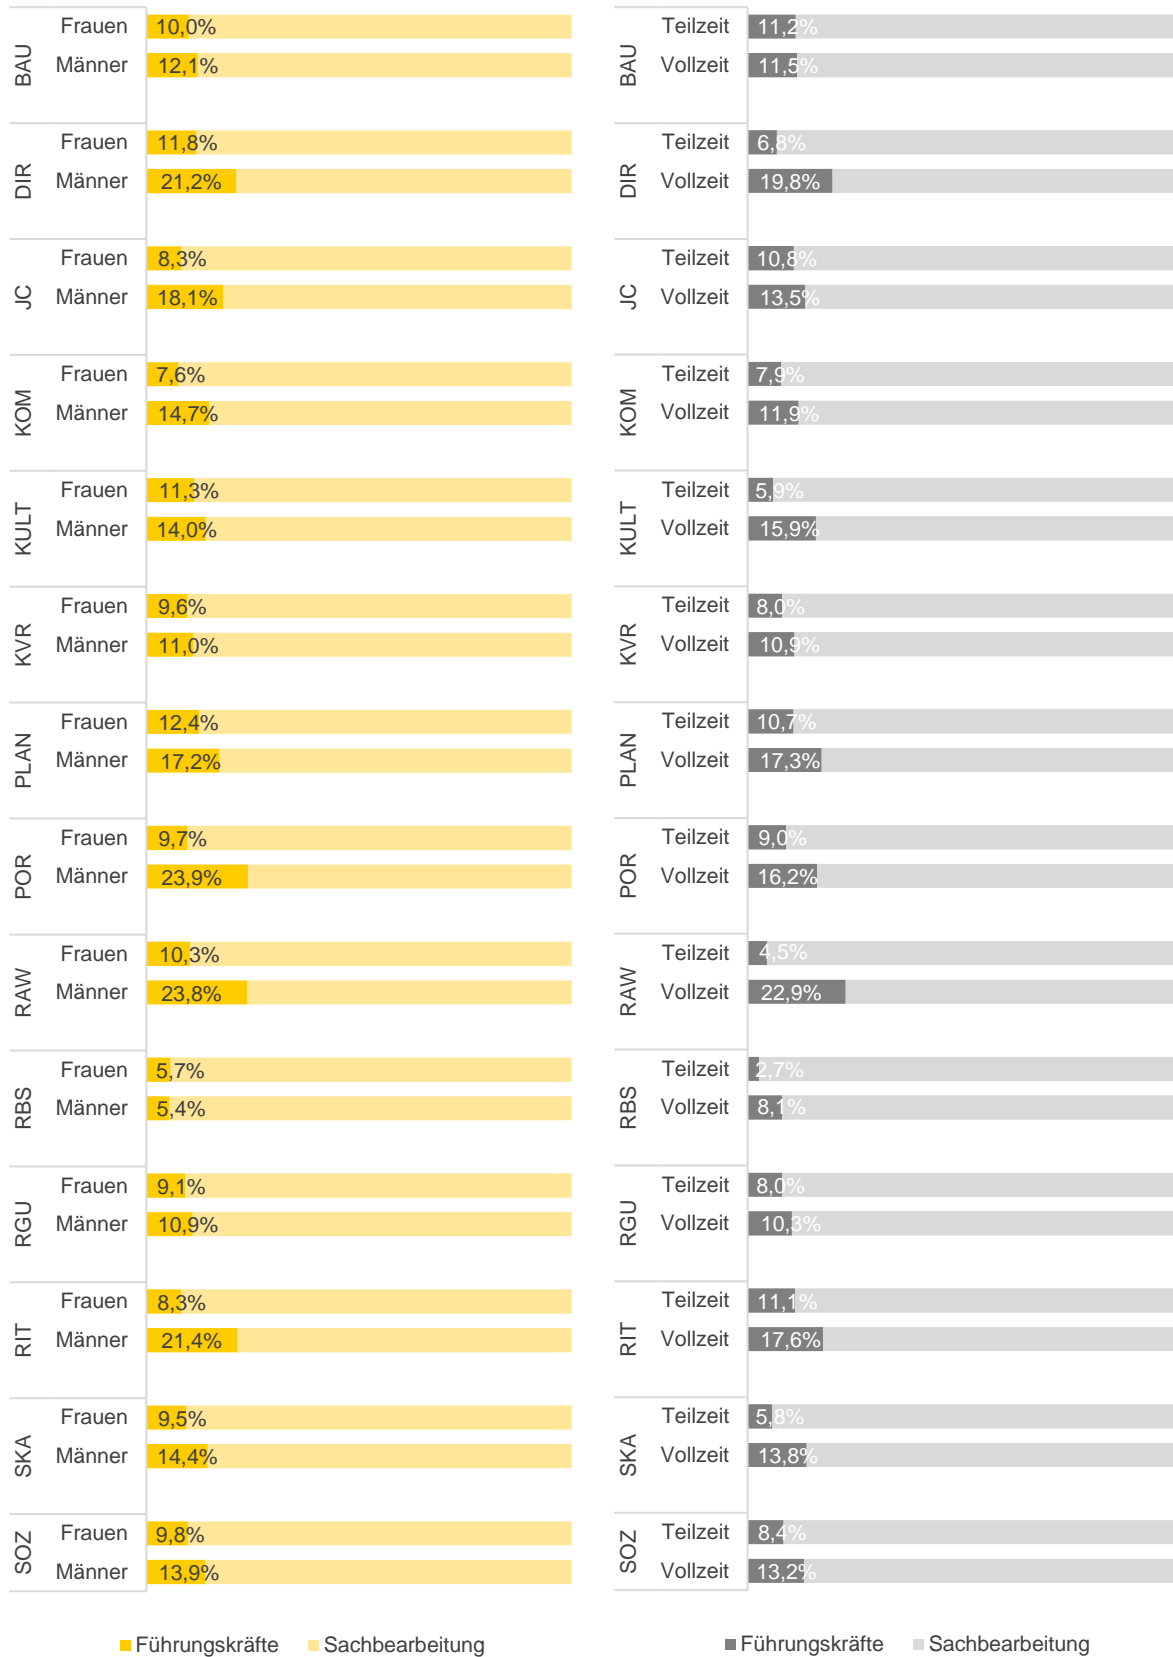 BAU
Frauen 10,0%
Männer 12,1%
DIR
Frauen 11,8%
Männer 21,2%
JC
Frauen 8,3%
Männer 18,1%
KOM
Frauen 7,6%
Männer 14,7%
KULT
Frauen 11,3%
Männer 14,0%
KVR
Frauen 9,6%
Männer 11,0%
PLAN
Frauen 12,4%
Männer 17,2%
POR
Frauen 9,7%
Männer 23,9%
RAW
Frauen 10,3%
Männer 23,8%
RBS
Frauen 5,7%
Männer 5,4%
RGU
Frauen 9,1%
Männer 10,9%
RIT
Frauen 8,3%
Männer 21,4%
SKA
Frauen 9,5%
Männer 14,4%
SOZ
Frauen 9,8%
Männer 13,9%
Führungskräfte Sachbearbeitung
BAU
Teilzeit 11,2%
Vollzeit 11,5%
DIR
Teilzeit 6,8%
Vollzeit 19,8%
JC
Teilzeit 10,8%
Vollzeit 13,5%
KOM
Teilzeit 7,9%
Vollzeit 11,9%
KULT
Teilzeit 5,9%
Vollzeit 15,9%
KVR
Teilzeit 8,0%
Vollzeit 10,9%
PLAN
Teilzeit 10,7%
Vollzeit 17,3%
POR
Teilzeit 9,0%
Vollzeit 16,2%
RAW
Teilzeit 4,5%
Vollzeit 22,9%
RBS
Teilzeit 2,7%
Vollzeit 8,1%
RGU
Teilzeit 8,0%
Vollzeit 10,3%
RIT
Teilzeit 11,1%
Vollzeit 17,6%
SKA
Teilzeit 5,8%
Vollzeit 13,8%
SOZ
Teilzeit 8,4%
Vollzeit 13,2%
Führungskräfte Sachbearbeitung